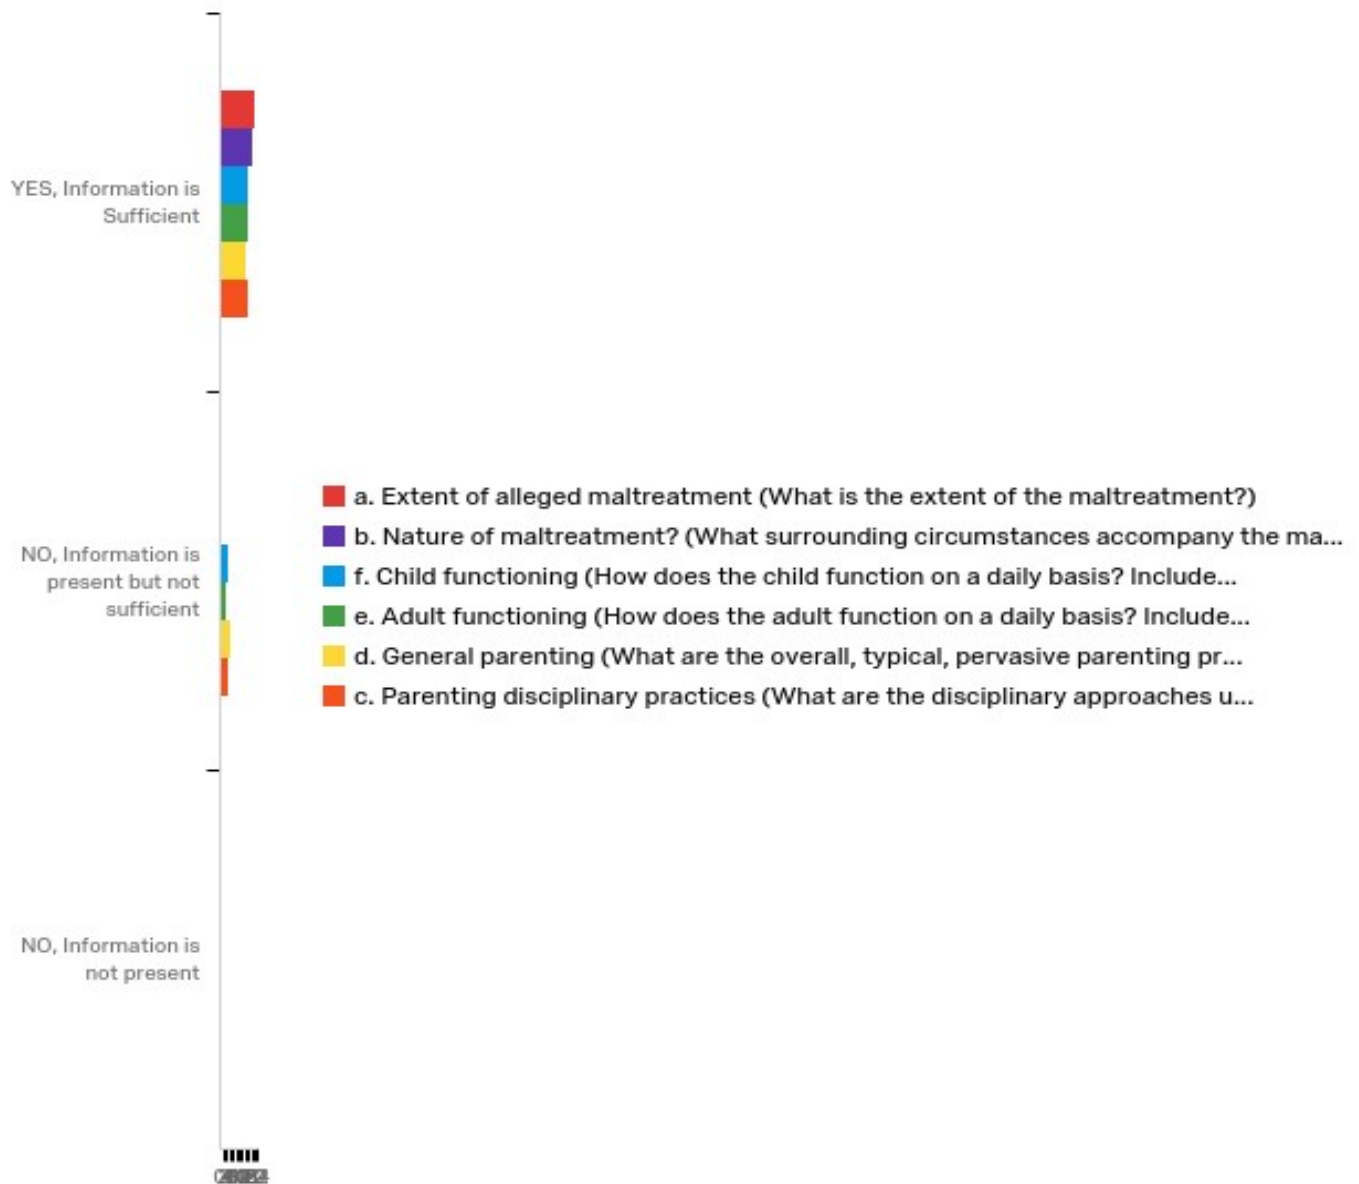 YES, Information is
Sufficient
NO, Information is
present but not
sufficient
a. Extent of alleged maltreatment (What is the extent of the maltreatment?)
b. Nature of maltreatment? (What surrounding circumstances accompany the ma...
f. Child functioning (How does the child function on a daily basis? Include...
e. Adult functioning (How does the adult function on a daily basis? Include...
d. General parenting (What are the overall, typical, pervasive parenting pr...
c. Parenting disciplinary practices (What are the disciplinary approaches u...
NO, Information is
not present